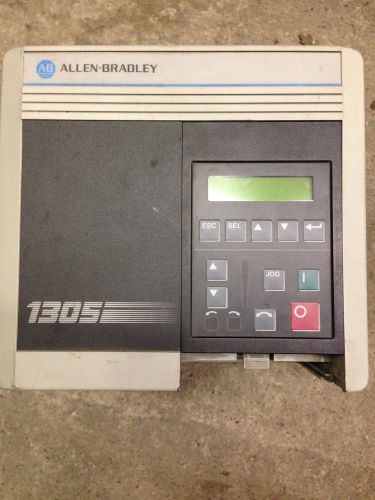 AB ALLEN-BRADLEY
ESC SEL
JOG I
1305
O